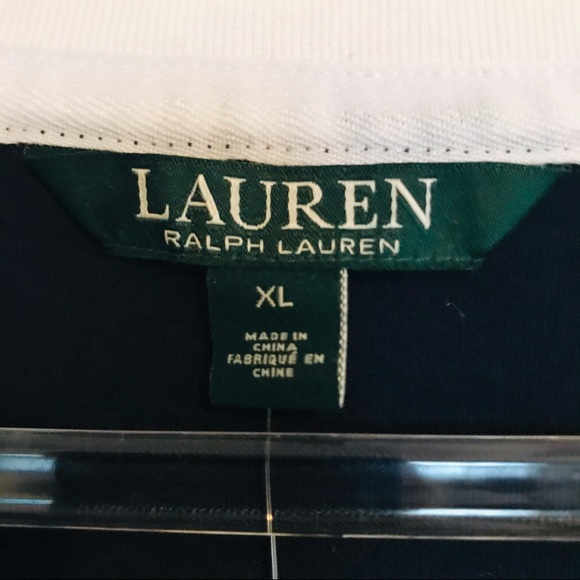 LAUREN
RALPH LAUREN
XL
MADE IN
CHINA
FABRIQUÉ EN
CHINE